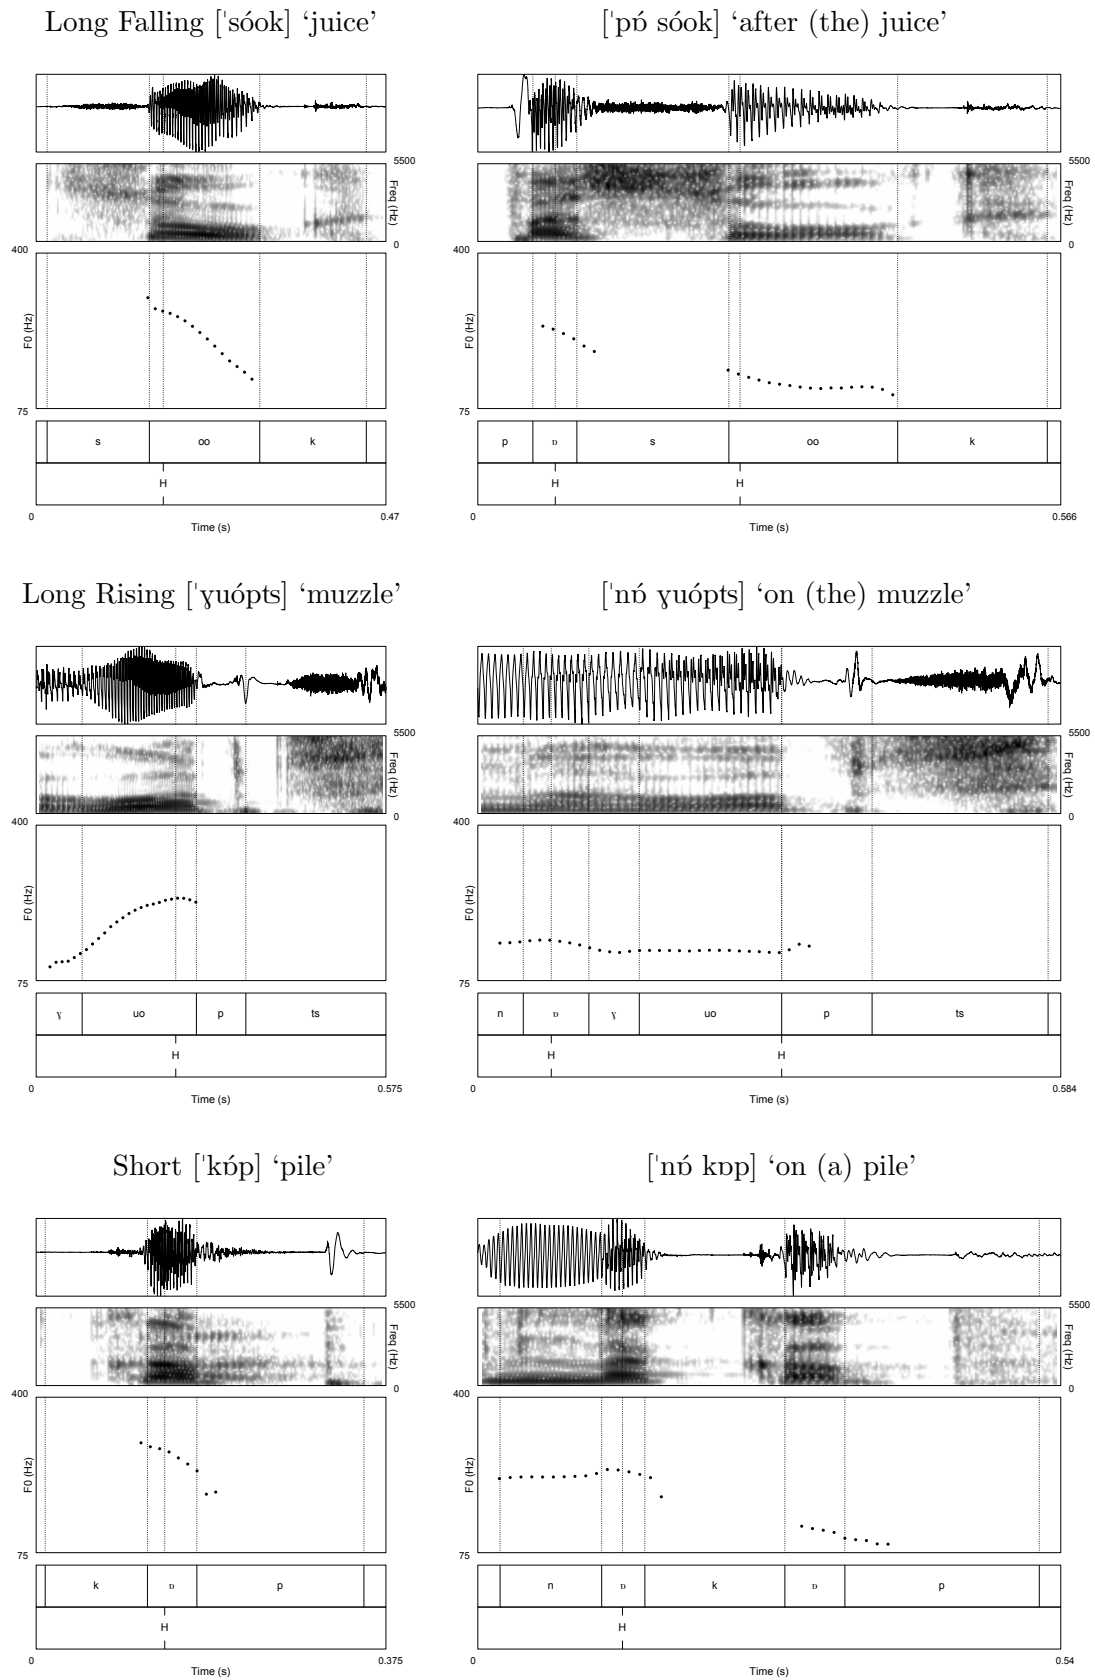 Long Falling [ˈsóok] ‘juice’
[ˈpɒ́ sóok] ‘after (the) juice’
5500
Freq (Hz)
0
5500
Freq (Hz)
0
400
F0 (Hz)
75
400
F0 (Hz)
75
s oo k
p ɒ s oo k
H
H H
0 0.47
Time (s)
0 0.566
Time (s)
Long Rising [ˈɣuópts] ‘muzzle’
[ˈnɒ́ ɣuópts] ‘on (the) muzzle’
5500
Freq (Hz)
0
5500
Freq (Hz)
0
400
F0 (Hz)
75
400
F0 (Hz)
75
ɣ uo p ts
n ɒ ɣ uo p ts
H
H H
0 0.575
Time (s)
0 0.584
Time (s)
Short [ˈkɒ́p] ‘pile’
[ˈnɒ́ kɒp] ‘on (a) pile’
5500
Freq (Hz)
0
5500
Freq (Hz)
0
400
F0 (Hz)
75
400
F0 (Hz)
75
k ɒ p
n ɒ k ɒ p
H
H
0 0.375
Time (s)
0 0.54
Time (s)